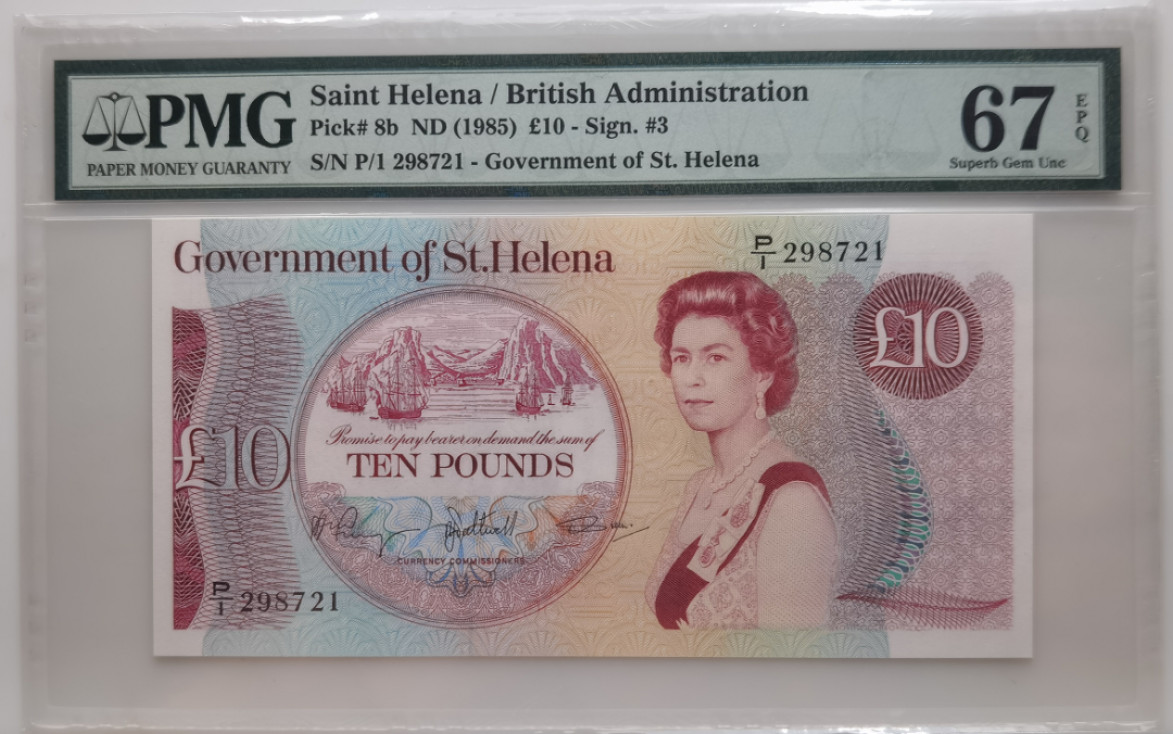 PMG
PAPER MONEY GUARANTY
Saint Helena / British Administration
Pick# 8b ND (1985) £10 - Sign. #3
S/N P/1 298721 - Government of St. Helena
67
EPQ
Superb Gem Unc
Government of St.Helena
P/1 298721
£10
Promise to pay bearer on demand the sum of
TEN POUNDS
£10
CURRENCY COMMISSIONERS
P/1 298721